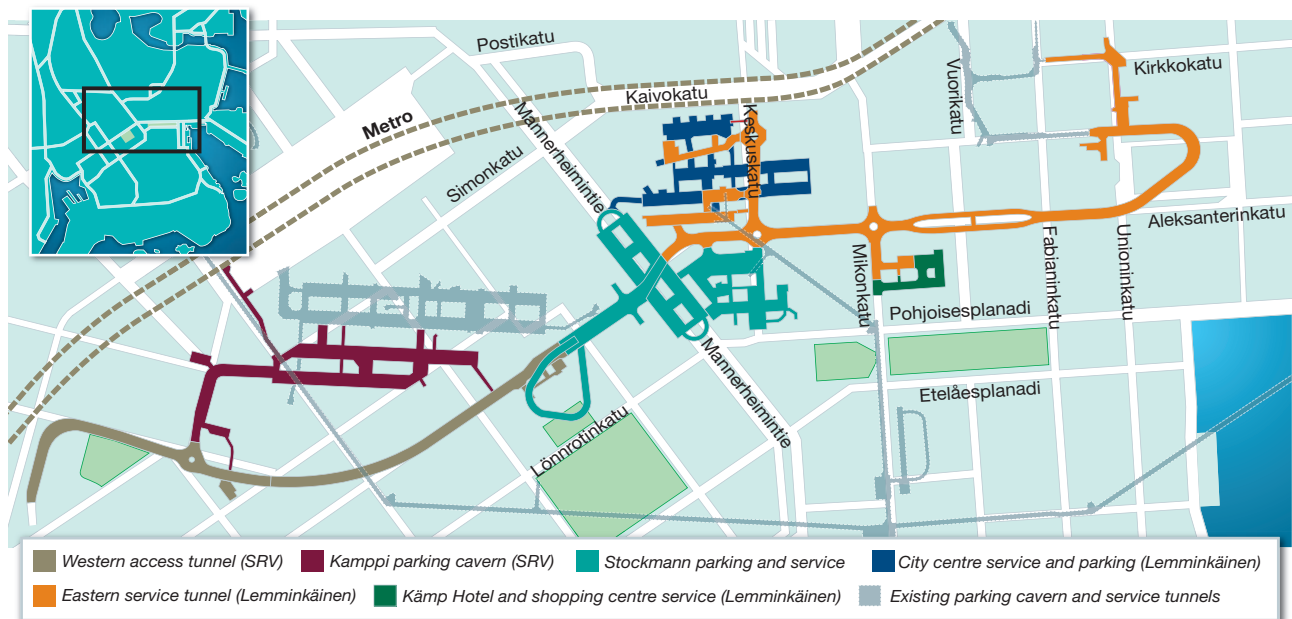 Postikatu
Kaivokatu
Metro
Mannerheimintie
Simonkatu
Keskuskatu
Vuorikatu
Kirkkokatu
Aleksanterinkatu
Mikonkatu
Fabianinkatu
Unioninkatu
Pohjoisesplanadi
Etelåesplanadi
Mannerheimintie
Lönnrotinkatu
Western access tunnel (SRV)
Kamppi parking cavern (SRV)
Stockmann parking and service
City centre service and parking (Lemminkäinen)
Eastern service tunnel (Lemminkäinen)
Kämp Hotel and shopping centre service (Lemminkäinen)
Existing parking cavern and service tunnels